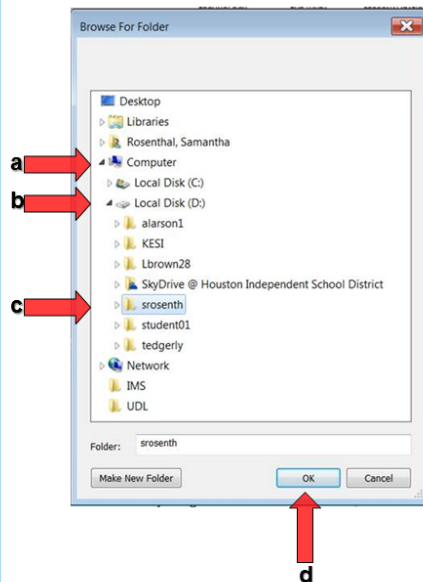 Browse For Folder
Desktop
Libraries
Rosenthal, Samantha
a
Computer
Local Disk (C:)
b
Local Disk (D:)
alarson1
KESI
Lbrown28
SkyDrive @ Houston Independent School District
c
srosenth
student01
tedgerly
Network
IMS
UDL
Folder: srosenth
Make New Folder OK Cancel
d